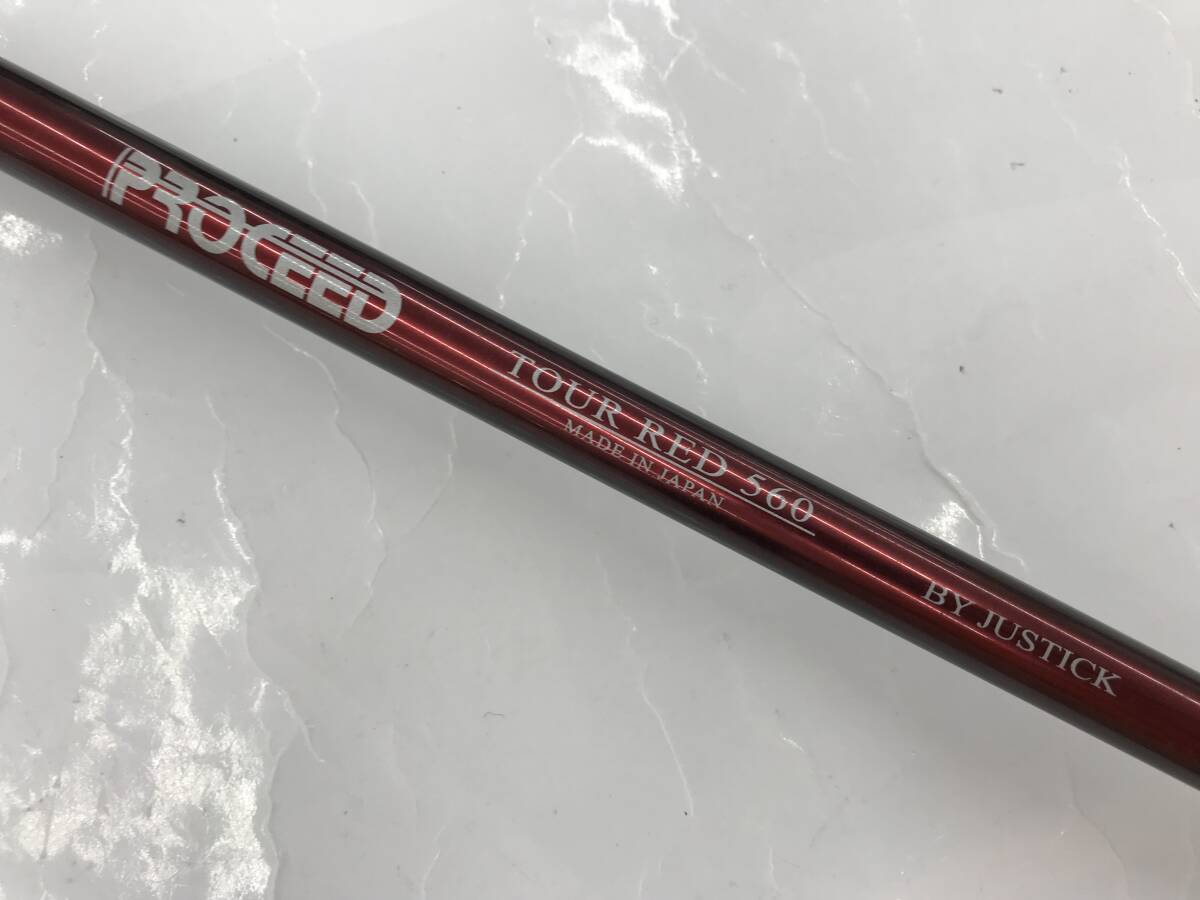 PROCEED
TOUR RED 560
MADE IN JAPAN
BY JUSTICK